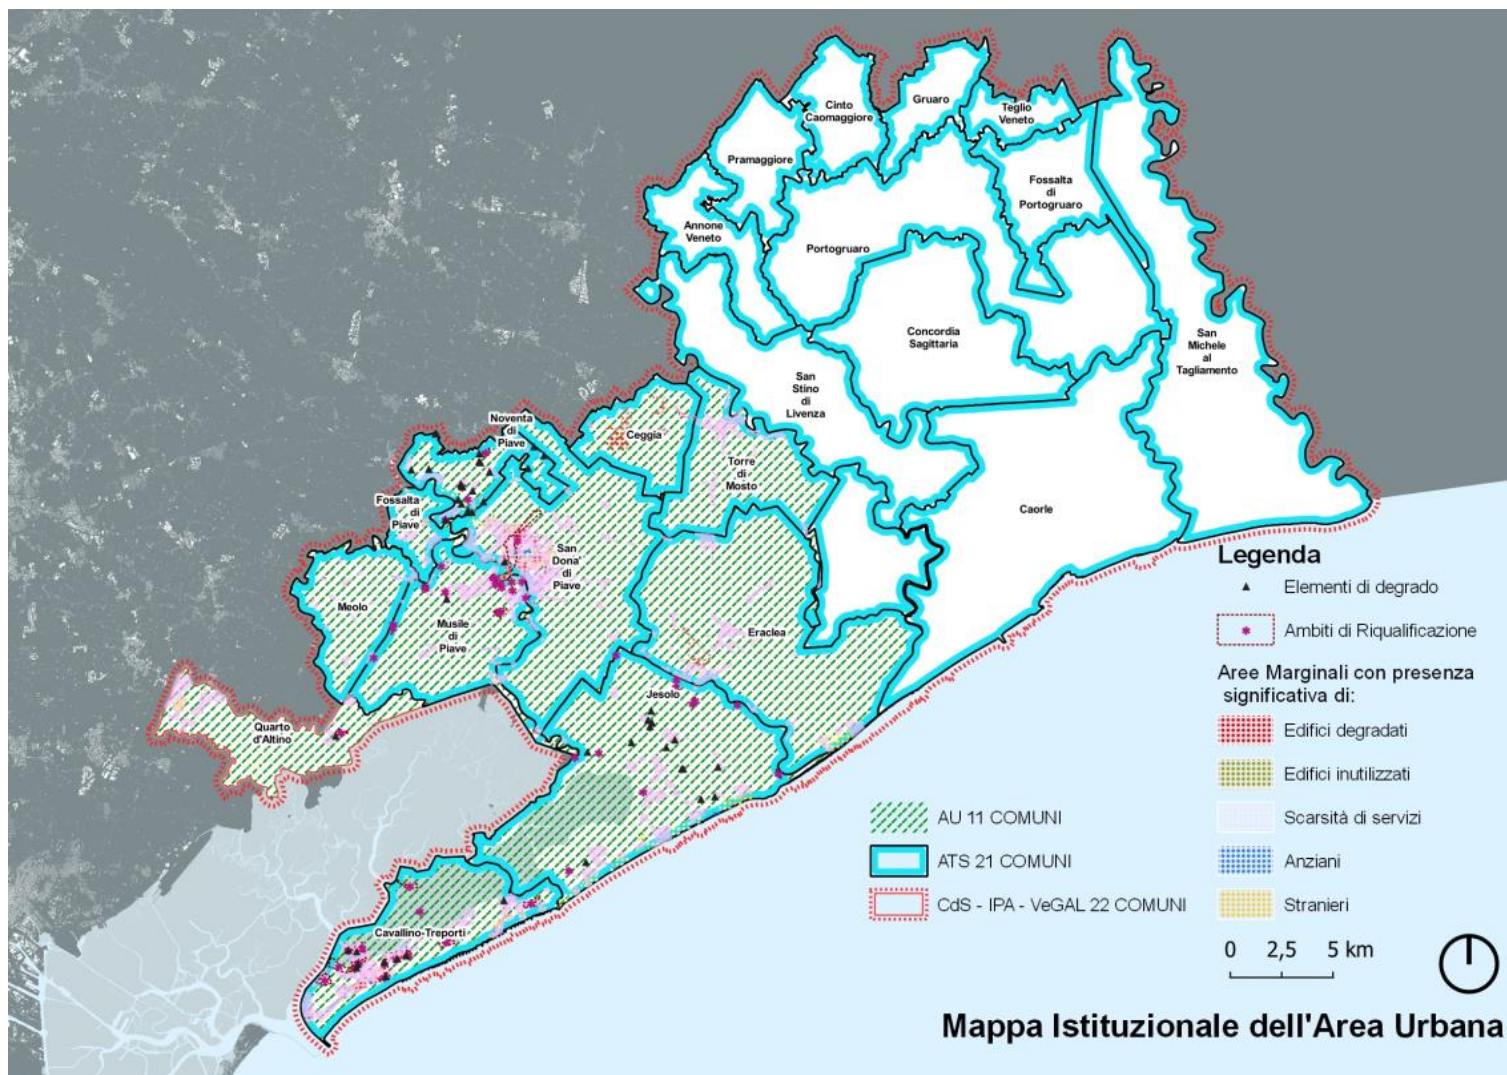 Cinto
Caomaggiore
Gruaro
Teglio
Veneto
Pramaggiore
Fossalta
di
Portogruaro
Annone
Veneto
Portogruaro
Concordia
Sagittaria
San
Michele
al
Tagliamento
San
Stino
di
Livenza
Noventa
di
Piave
Ceggia
Torre
di
Mosto
Fossalta
di
Piave
Caorle
San
Dona'
di
Piave
Meolo
Musile
di
Piave
Eraclea
Jesolo
Quarto
d'Altino
Cavallino-Treporti
Legenda
Elementi di degrado
Ambiti di Riqualificazione
Aree Marginali con presenza
significativa di:
Edifici degradati
Edifici inutilizzati
Scarsità di servizi
Anziani
Stranieri
AU 11 COMUNI
ATS 21 COMUNI
CdS - IPA - VeGAL 22 COMUNI
0 2,5 5 km
Mappa Istituzionale dell'Area Urbana